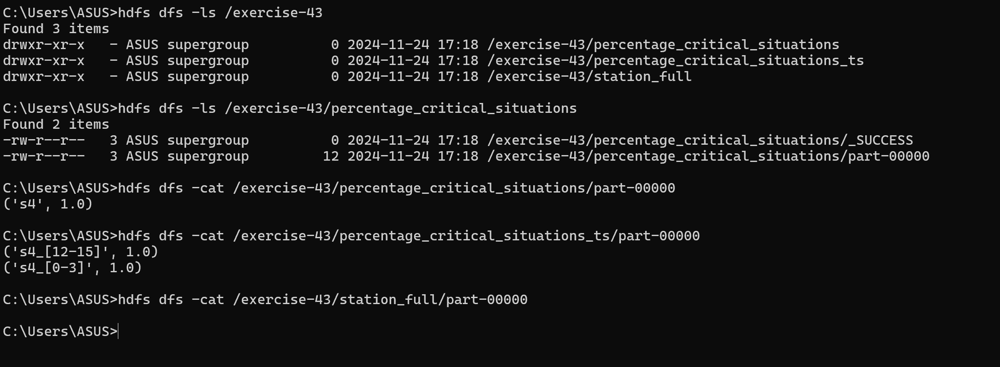 C:\Users\ASUS>hdfs dfs -ls /exercise-43
Found 3 items
drwxr-xr-x   - ASUS supergroup          0 2024-11-24 17:18 /exercise-43/percentage_critical_situations
drwxr-xr-x   - ASUS supergroup          0 2024-11-24 17:18 /exercise-43/percentage_critical_situations_ts
drwxr-xr-x   - ASUS supergroup          0 2024-11-24 17:18 /exercise-43/station_full
C:\Users\ASUS>hdfs dfs -ls /exercise-43/percentage_critical_situations
Found 2 items
-rw-r--r--   3 ASUS supergroup          0 2024-11-24 17:18 /exercise-43/percentage_critical_situations/_SUCCESS
-rw-r--r--   3 ASUS supergroup         12 2024-11-24 17:18 /exercise-43/percentage_critical_situations/part-00000
C:\Users\ASUS>hdfs dfs -cat /exercise-43/percentage_critical_situations/part-00000
('s4', 1.0)
C:\Users\ASUS>hdfs dfs -cat /exercise-43/percentage_critical_situations_ts/part-00000
('s4_[12-15]', 1.0)
('s4_[0-3]', 1.0)
C:\Users\ASUS>hdfs dfs -cat /exercise-43/station_full/part-00000
C:\Users\ASUS>